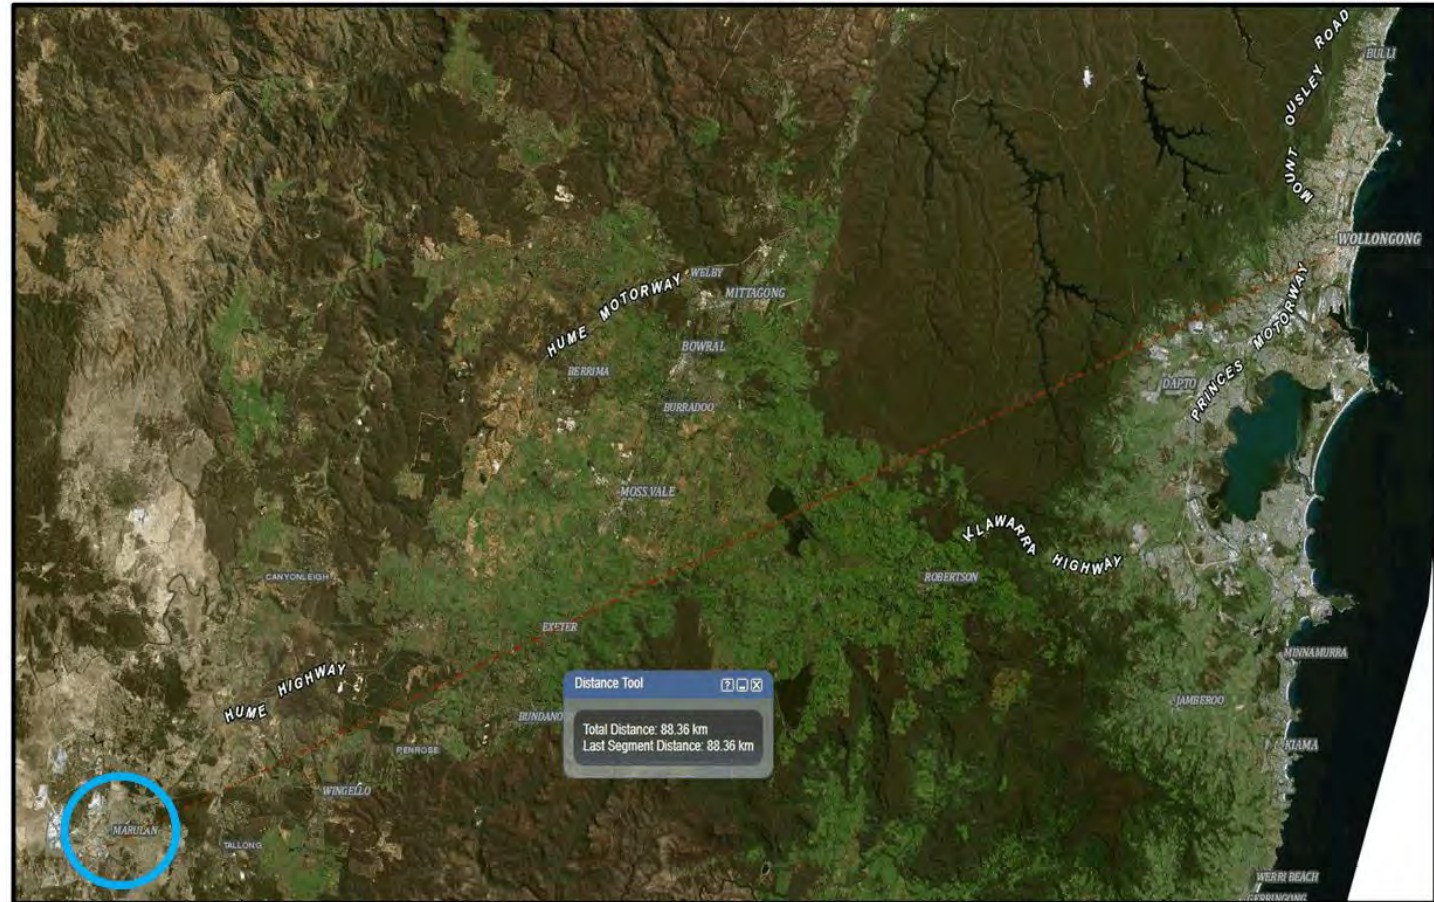 MOUNT OUSLEY ROAD
BULLI
WOLLONGONG
WELBY
MITTAGONG
HUME MOTORWAY
BOWRAL
BERRIMA
BURRADOO
DAPTO
PRINCES MOTORWAY
MOSS VALE
HIGHWAY
CANYONLEIGH
ROBERTSON
EXETER
MINNAMURRA
HUME HIGHWAY
JAMBEROO
Distance Tool
Total Distance: 88.36 km
Last Segment Distance: 88.36 km
BUNDANO
PENROSE
KIAMA
WINGELLO
MARULAN
TALLONG
WERRI BEACH
GERRINGONG